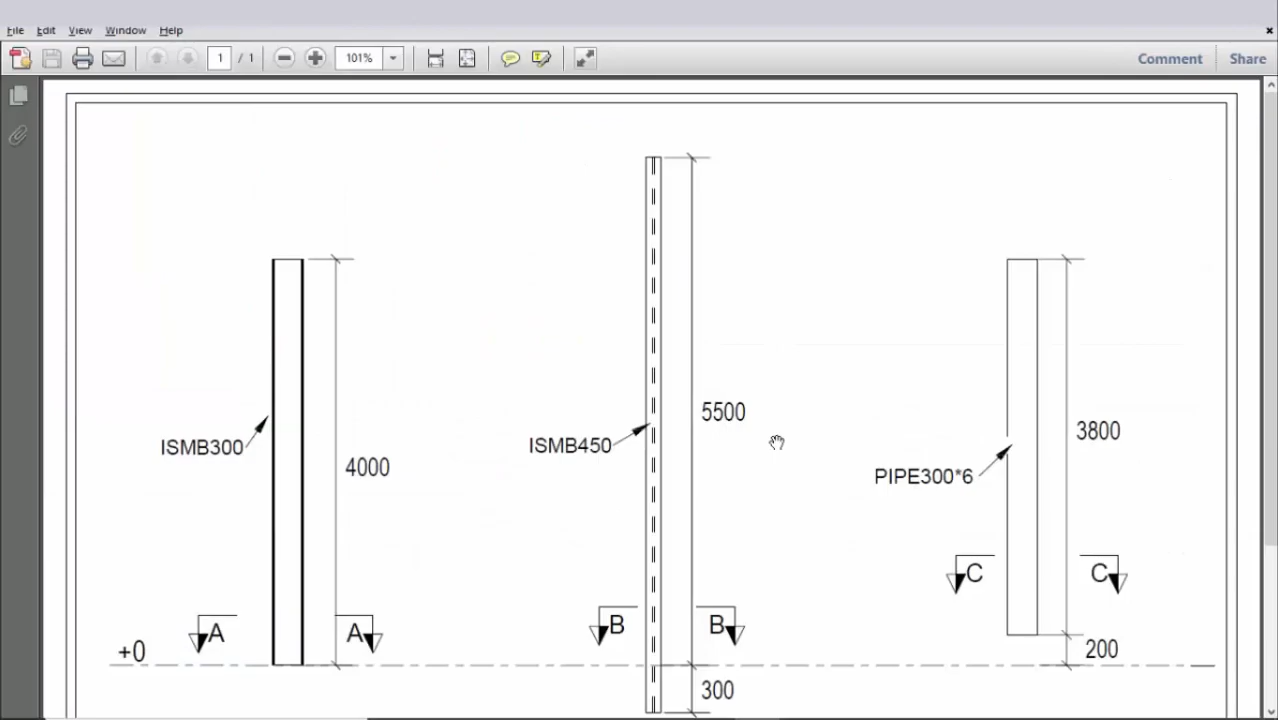 File Edit View Window Help
1 / 1 101% Comment Share
5500
ISMB300
4000
ISMB450
3800
PIPE300*6
C C
A A
B B
+0
200
300